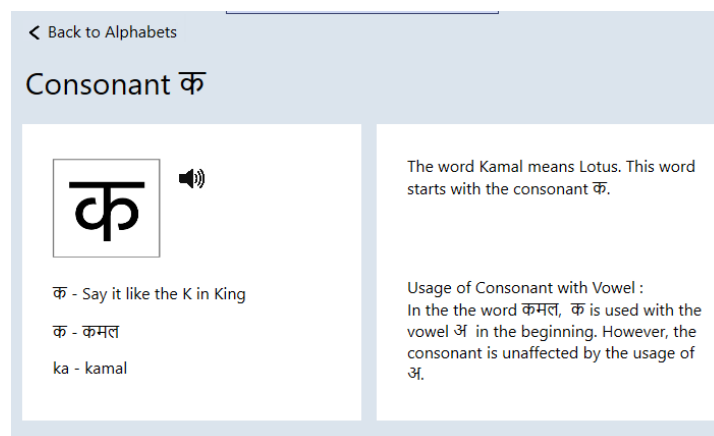 Back to Alphabets
Consonant क
क
The word Kamal means Lotus. This word
starts with the consonant क.
क - Say it like the K in King
क - कमल
ka - kamal
Usage of Consonant with Vowel :
In the the word कमल, क is used with the
vowel अ in the beginning. However, the
consonant is unaffected by the usage of
अ.